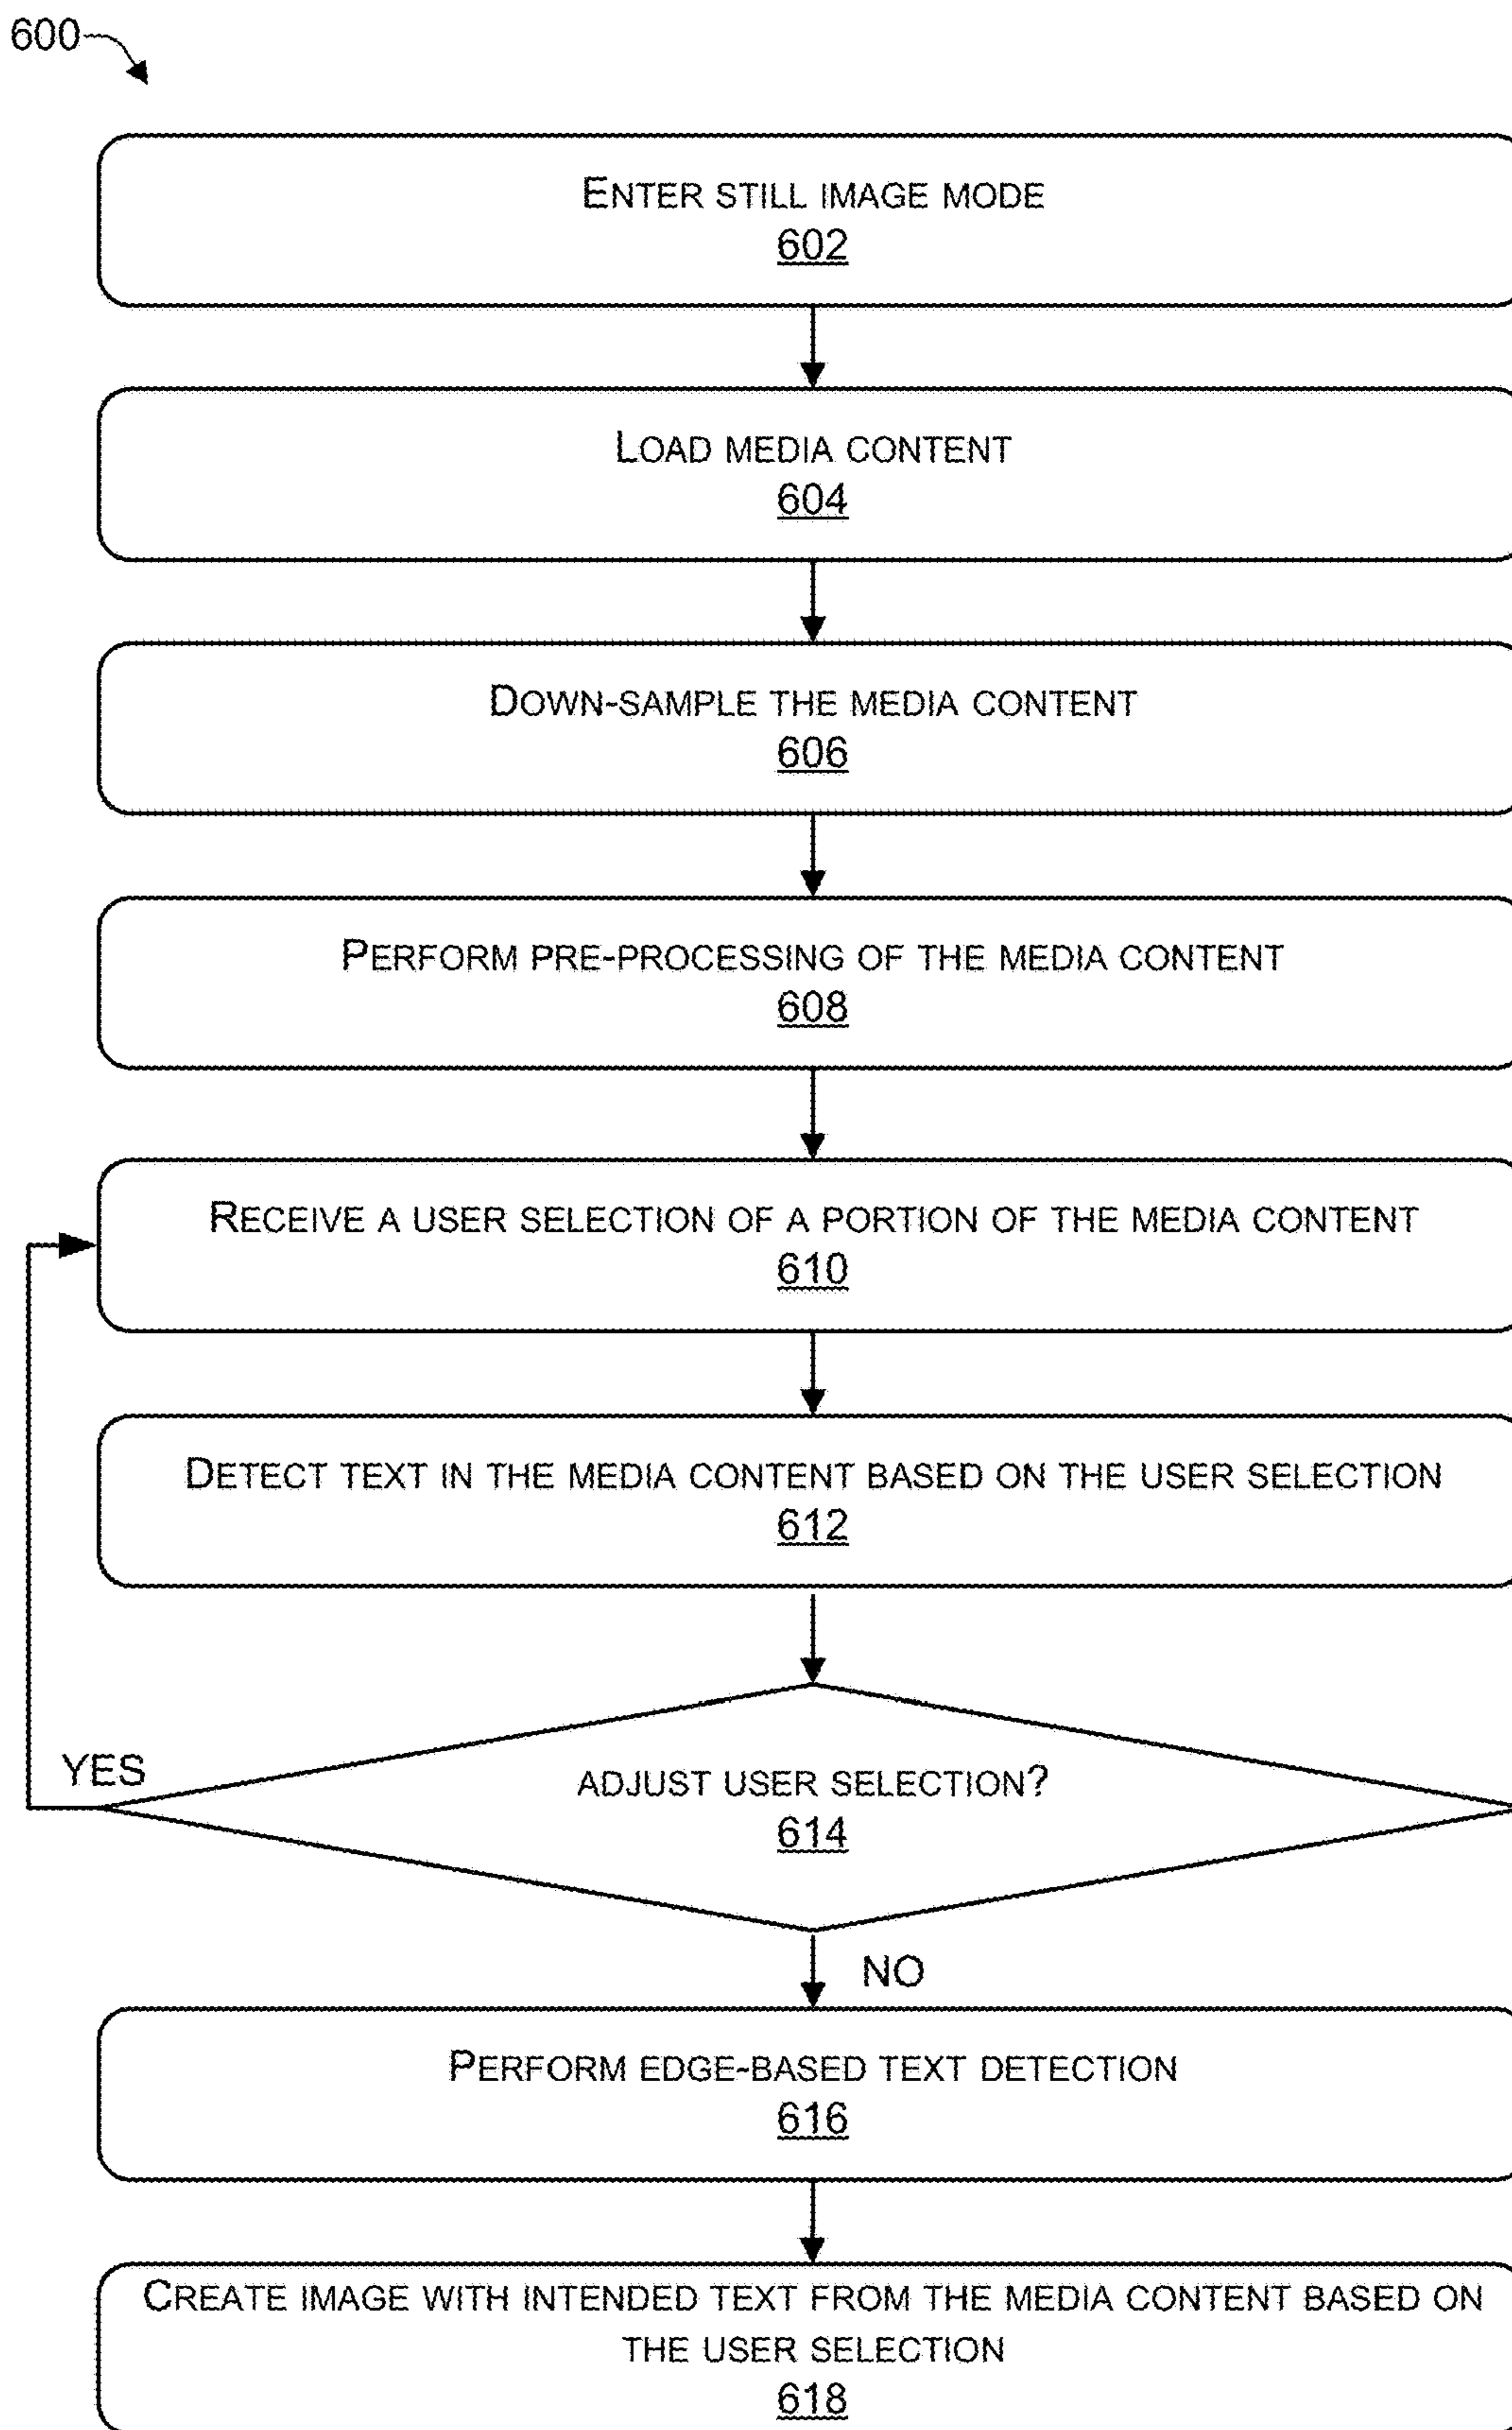 600
ENTER STILL IMAGE MODE
602
LOAD MEDIA CONTENT
604
DOWN-SAMPLE THE MEDIA CONTENT
606
PERFORM PRE-PROCESSING OF THE MEDIA CONTENT
608
RECEIVE A USER SELECTION OF A PORTION OF THE MEDIA CONTENT
610
DETECT TEXT IN THE MEDIA CONTENT BASED ON THE USER SELECTION
612
YES
ADJUST USER SELECTION?
614
NO
PERFORM EDGE-BASED TEXT DETECTION
616
CREATE IMAGE WITH INTENDED TEXT FROM THE MEDIA CONTENT BASED ON
THE USER SELECTION
618